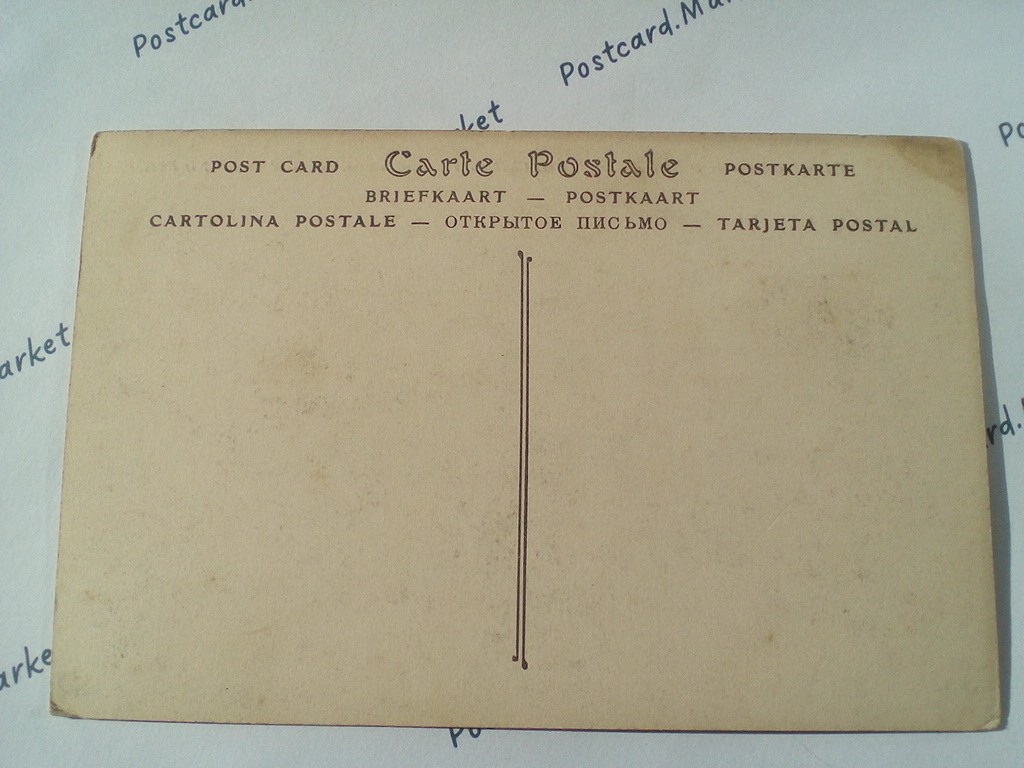 Postcard
Postcard.Ma
ket
POST CARD Carte Postale POSTKARTE
BRIEFKAART — POSTKAART
CARTOLINA POSTALE — ОТКРЫТОЕ ПИСЬМО — TARJETA POSTAL
arket
rd.
arke